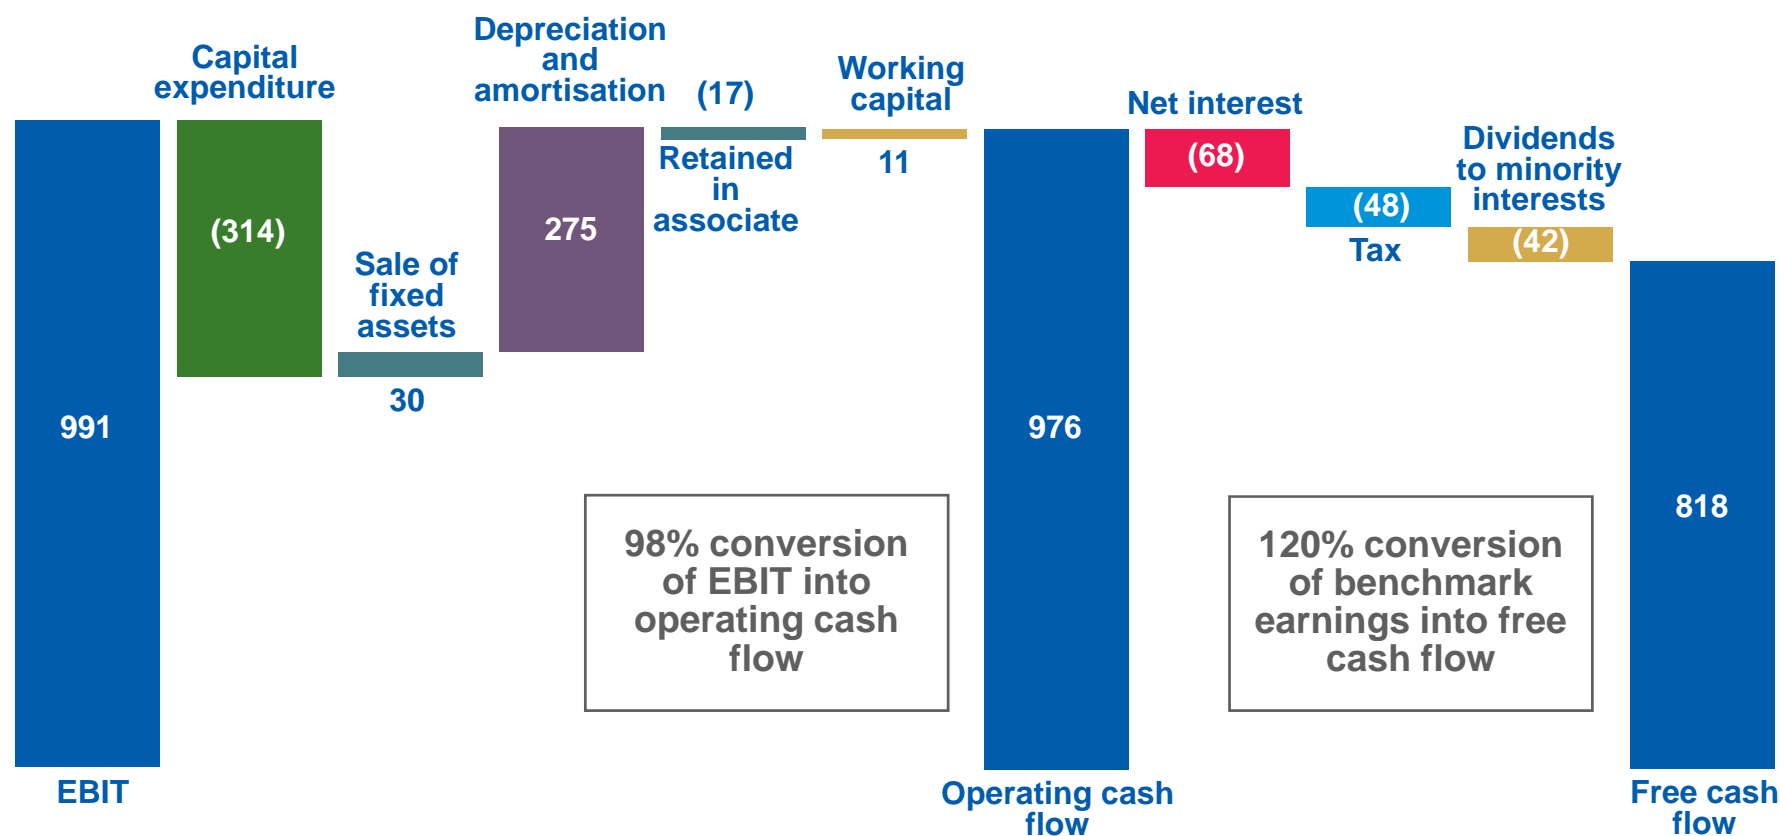 Capital
expenditure
(314)
991
EBIT
Sale of
fixed
assets
30
Depreciation
and
amortisation
275
(17)
Retained
in
associate
Working
capital
11
98% conversion
of EBIT into
operating cash
flow
976
Operating cash
flow
Net interest
(68)
(48)
Tax
Dividends
to minority
interests
(42)
120% conversion
of benchmark
earnings into free
cash flow
818
Free cash
flow